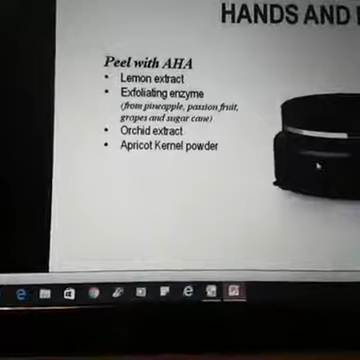 HANDS AND
Peel with AHA
• Lemon extract
• Exfoliating enzyme
(from pineapple, passion fruit,
grapes and sugar cane)
• Orchid extract
• Apricot Kernel powder